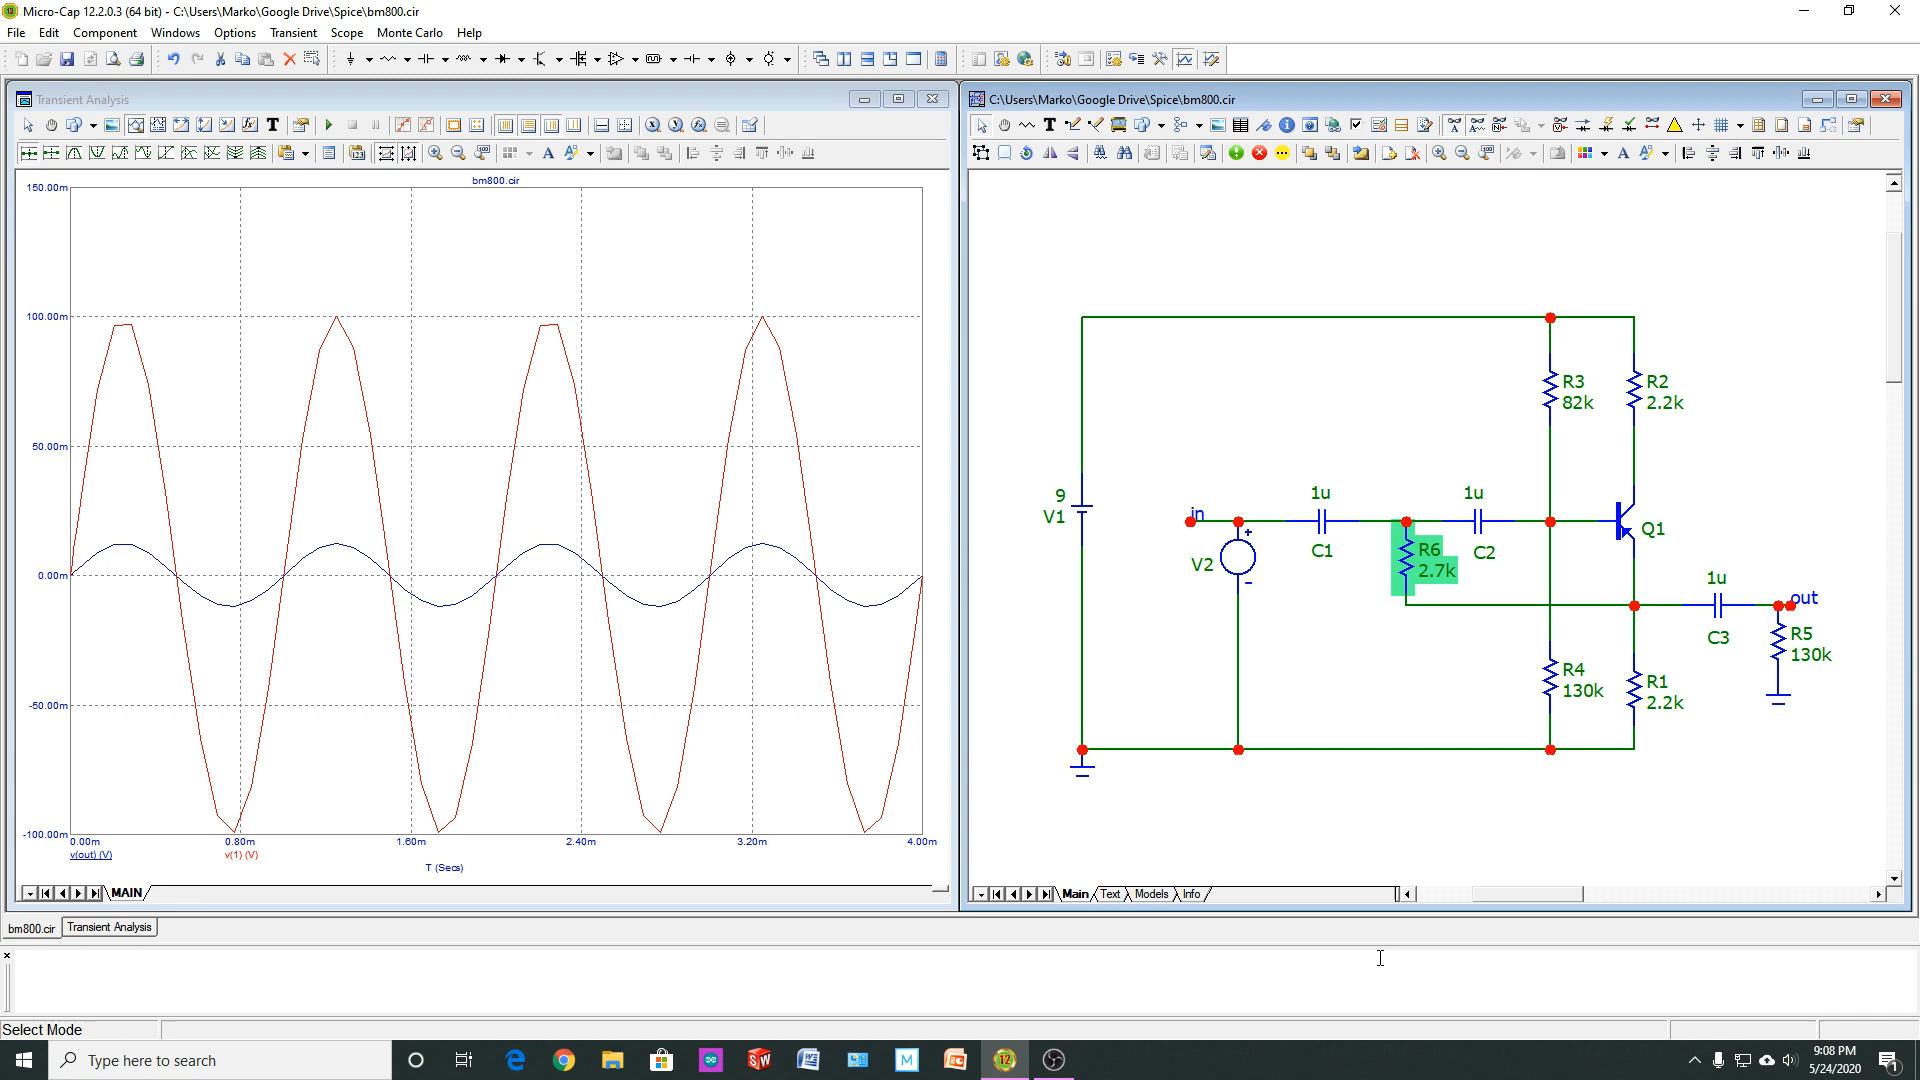 Micro-Cap 12.2.0.3 (64 bit) - C:\Users\Marko\Google Drive\Spice\bm800.cir
File Edit Component Windows Options Transient Scope Monte Carlo Help
Transient Analysis
C:\Users\Marko\Google Drive\Spice\bm800.cir
bm800.cir
150.00m
100.00m
50.00m
0.00m
-50.00m
-100.00m
0.00m 0.80m 1.60m 2.40m 3.20m 4.00m
v(out) (V) v(1) (V)
T (Secs)
MAIN
R3
82k
R2
2.2k
9
V1
in
V2
+
-
1u
C1
R6
2.7k
1u
C2
Q1
1u
C3
out
R5
130k
R4
130k
R1
2.2k
Main Text Models Info
bm800.cir Transient Analysis
Select Mode
Type here to search
9:08 PM
5/24/2020